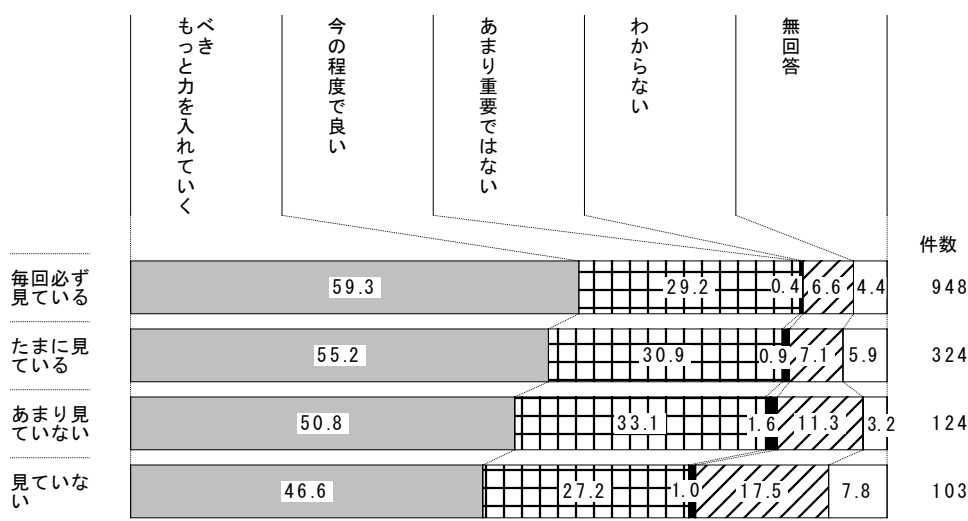 もっと力を入れていく
べき
今の程度で良い
あまり重要ではない
わからない
無回答
件数
毎回必ず
見ている
59.3
29.2
0.4
6.6
4.4
948
たまに見
ている
55.2
30.9
0.9
7.1
5.9
324
あまり見
ていない
50.8
33.1
1.6
11.3
3.2
124
見ていな
い
46.6
27.2
1.0
17.5
7.8
103